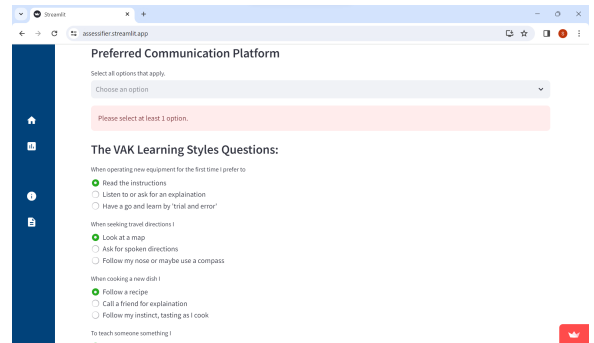 Streamlit
assessifier.streamlit.app
S
Preferred Communication Platform
Select all options that apply.
Choose an option
Please select at least 1 option.
The VAK Learning Styles Questions:
When operating new equipment for the first time I prefer to
Read the instructions
Listen to or ask for an explaination
Have a go and learn by 'trial and error'
When seeking travel directions I
Look at a map
Ask for spoken directions
Follow my nose or maybe use a compass
When cooking a new dish I
Follow a recipe
Call a friend for explaination
Follow my instinct, tasting as I cook
To teach someone something I